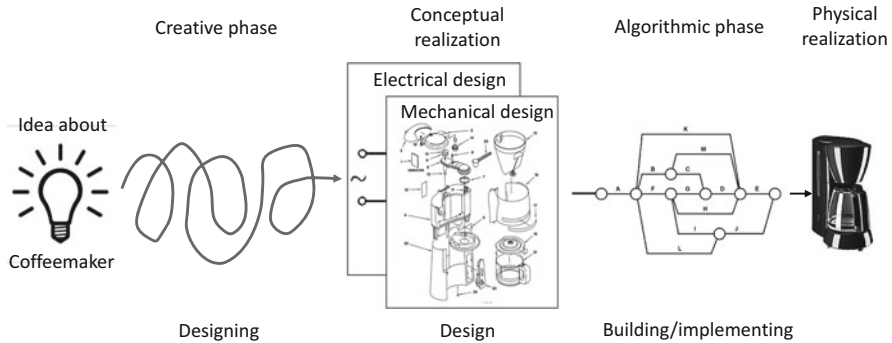 Creative phase
Conceptual
realization
Algorithmic phase
Physical
realization
Electrical design
Mechanical design
Idea about
Coffeemaker
K
M
B
C
A
F
G
D
E
H
I
J
L
Designing
Design
Building/implementing